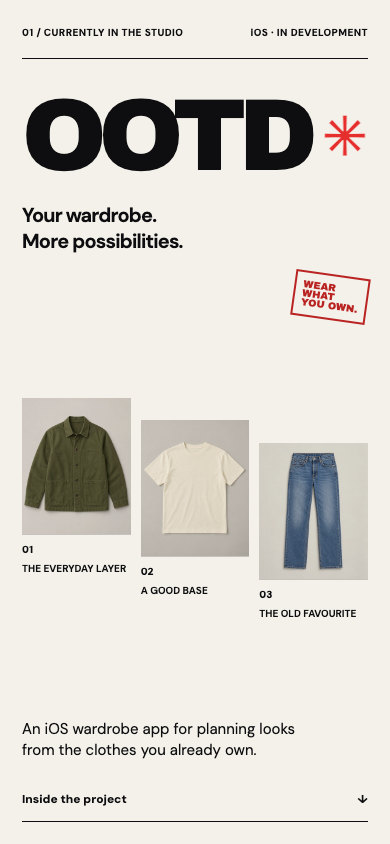 01 / CURRENTLY IN THE STUDIO
IOS · IN DEVELOPMENT
OOTD
Your wardrobe.
More possibilities.
WEAR
WHAT
YOU OWN.
01
THE EVERYDAY LAYER
02
A GOOD BASE
03
THE OLD FAVOURITE
An iOS wardrobe app for planning looks
from the clothes you already own.
Inside the project